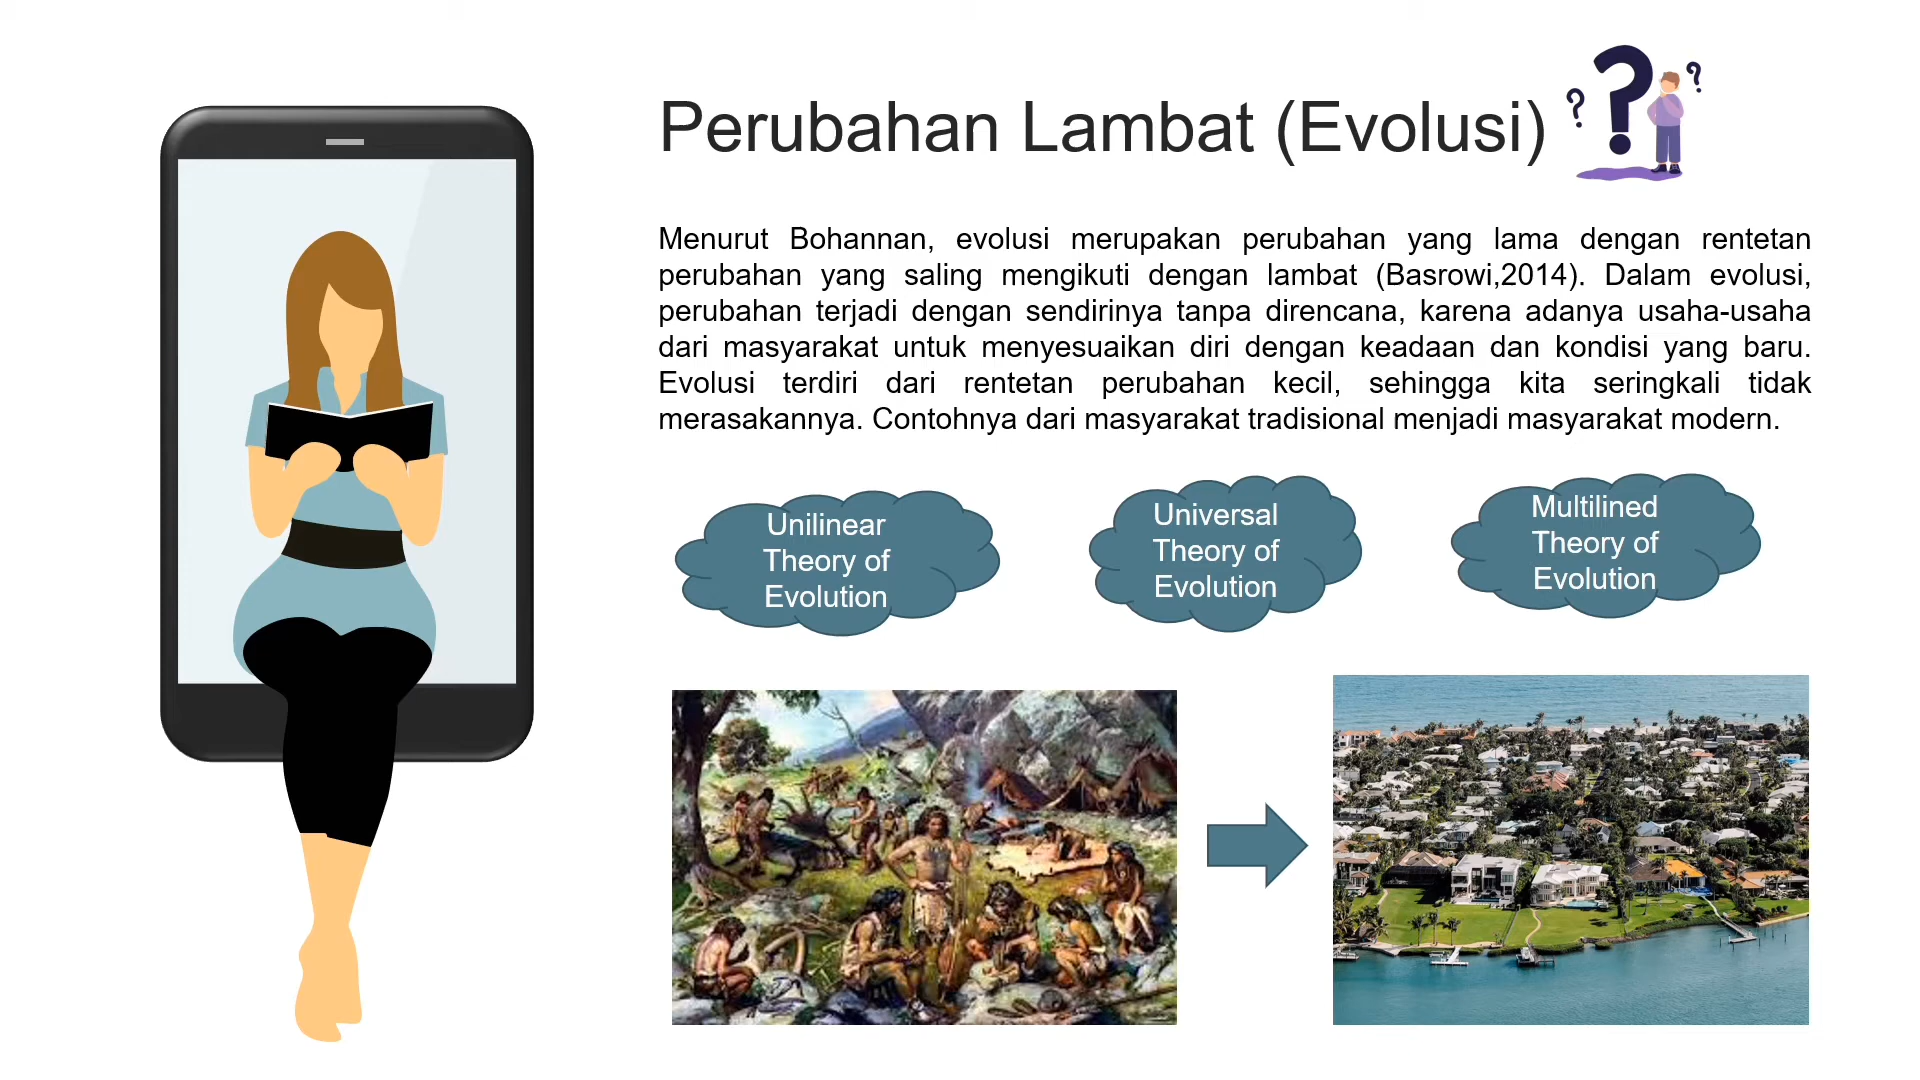 Perubahan Lambat (Evolusi)
Menurut Bohannan, evolusi merupakan perubahan yang lama dengan rentetan
perubahan yang saling mengikuti dengan lambat (Basrowi,2014). Dalam evolusi,
perubahan terjadi dengan sendirinya tanpa direncana, karena adanya usaha-usaha
dari masyarakat untuk menyesuaikan diri dengan keadaan dan kondisi yang baru.
Evolusi terdiri dari rentetan perubahan kecil, sehingga kita seringkali tidak
merasakannya. Contohnya dari masyarakat tradisional menjadi masyarakat modern.
Unilinear
Theory of
Evolution
Universal
Theory of
Evolution
Multilined
Theory of
Evolution